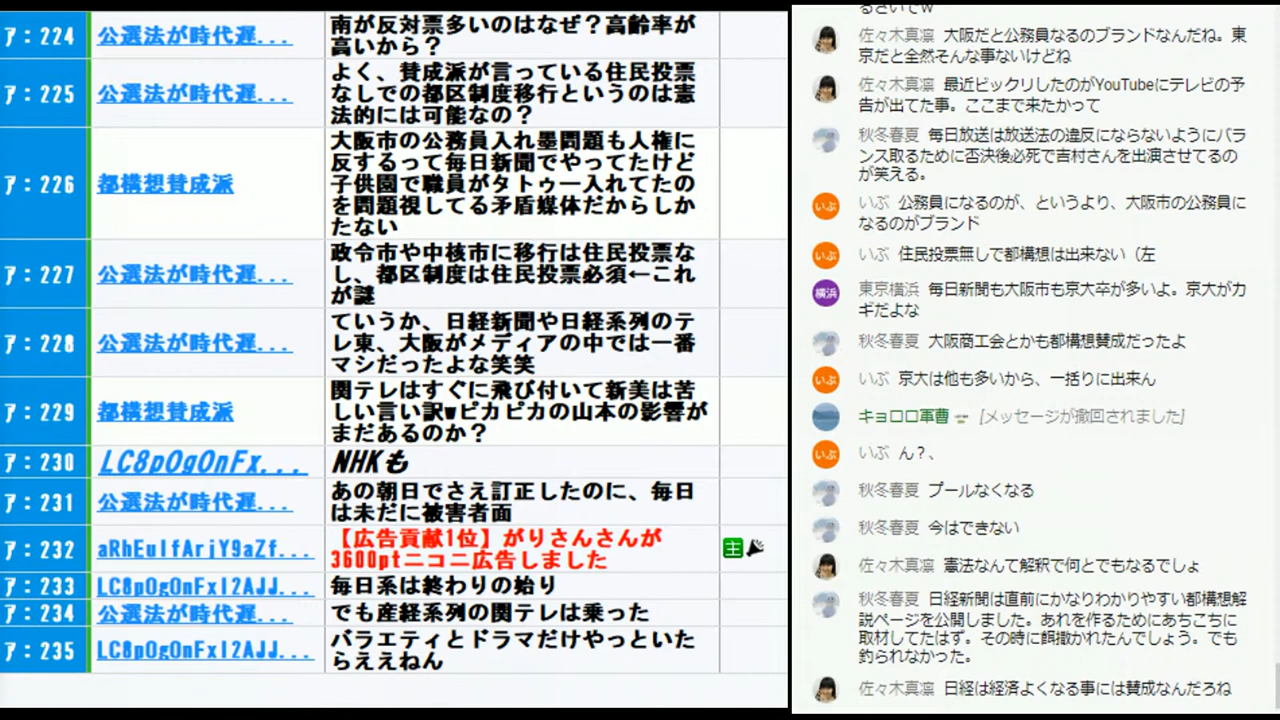 ｱ：224 公選法が時代遅... 南が反対票多いのはなぜ？高齢率が
高いから？
ｱ：225 公選法が時代遅... よく、賛成派が言っている住民投票
なしでの都区制度移行というのは憲
法的には可能なの？
ｱ：226 都構想賛成派 大阪市の公務員入れ墨問題も人権に
反するって毎日新聞でやってたけど
子供園で職員がタトゥー入れてたの
を問題視してる矛盾媒体だからしか
たない
ｱ：227 公選法が時代遅... 政令市や中核市に移行は住民投票な
し、都区制度は住民投票必須←これ
が謎
ｱ：228 公選法が時代遅... ていうか、日経新聞や日経系列のテ
レ東、大阪がメディアの中では一番
マシだったよな笑笑
ｱ：229 都構想賛成派 関テレはすぐに飛び付いて新美は苦
しい言い訳wピカピカの山本の影響が
まだあるのか？
ｱ：230 LC8pOgOnFx... NHKも
ｱ：231 公選法が時代遅... あの朝日でさえ訂正したのに、毎日
は未だに被害者面
ｱ：232 aRhEuIfArjY9aZf... 【広告貢献1位】がりさんさんが
3600ptニコニ広告しました 主
ｱ：233 LC8pOgOnFxI2AJJ... 毎日系は終わりの始り
ｱ：234 公選法が時代遅... でも産経系列の関テレは乗った
ｱ：235 LC8pOgOnFxI2AJJ... バラエティとドラマだけやっといた
らええねん
るさいでw
佐々木真凛 大阪だと公務員なるのブランドなんだね。東
京だと全然そんな事ないけどね
佐々木真凛 最近ビックリしたのがYouTubeにテレビの予
告が出てた事。ここまで来たかって
秋冬春夏 毎日放送は放送法の違反にならないようにバラ
ンス取るために否決後必死で吉村さんを出演させてるの
が笑える。
いぶ いぶ 公務員になるのが、というより、大阪市の公務員に
なるのがブランド
いぶ いぶ 住民投票無しで都構想は出来ない（左
横浜 東京横浜 毎日新聞も大阪市も京大卒が多いよ。京大がカ
ギだよな
秋冬春夏 大阪商工会とかも都構想賛成だったよ
いぶ いぶ 京大は他も多いから、一括りに出来ん
キョロロ軍曹 [メッセージが撤回されました]
いぶ いぶ ん？、
秋冬春夏 プールなくなる
秋冬春夏 今はできない
佐々木真凛 憲法なんて解釈で何とでもなるでしょ
秋冬春夏 日経新聞は直前にかなりわかりやすい都構想解
説ページを公開しました。あれを作るためにあちこちに
取材してたはず。その時に餌撒かれたんでしょう。でも
釣られなかった。
佐々木真凛 日経は経済よくなる事には賛成なんだろね